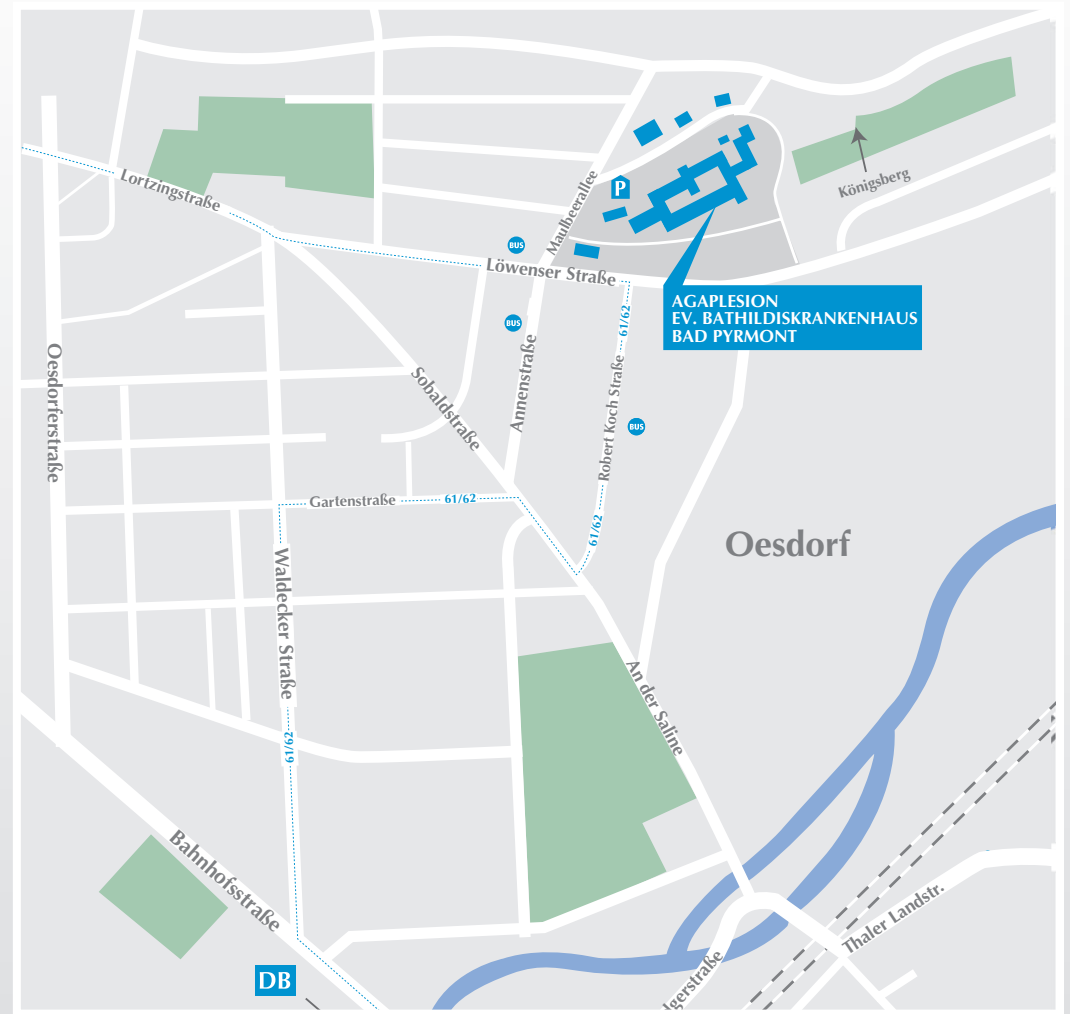 Königsberg
Lortzingstraße
P
Maulbeerallee
BUS
Löwenser Straße
AGAPLESION
EV. BATHILDISKRANKENHAUS
BAD PYRMONT
61/62
BUS
Annenstraße
Oesdorferstraße
Sobaldstraße
Robert Koch Straße
BUS
Gartenstraße
61/62
61/62
Oesdorf
Waldecker Straße
An der Saline
61/62
Bahnhofsstraße
Thaler Landstr.
DB
lgerstraße